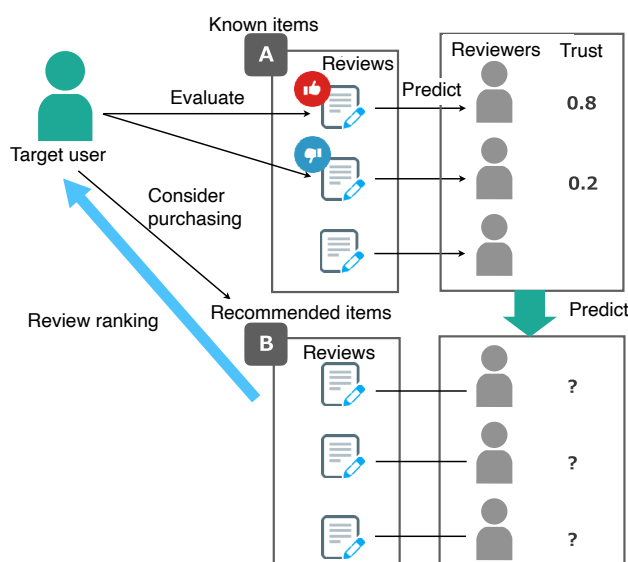 Known items
A
Reviews
Reviewers Trust
Evaluate
Predict
0.8
Target user
0.2
Consider
purchasing
Review ranking
Recommended items
Predict
B
Reviews
?
?
?